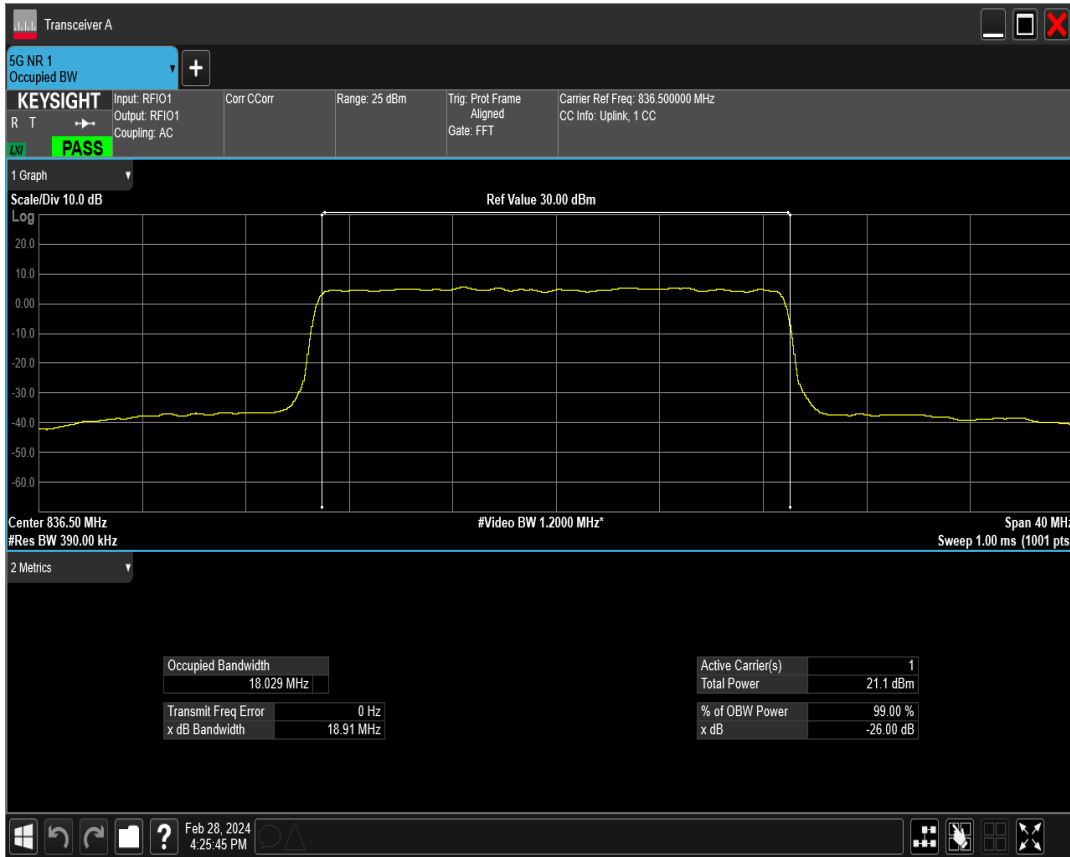 Transceiver A
5G NR 1
Occupied BW
KEYSIGHT
R T
LXI
PASS
Input: RFIO1
Output: RFIO1
Coupling: AC
Corr CCorr
Range: 25 dBm
Trig: Prot Frame
Aligned
Gate: FFT
Carrier Ref Freq: 836.500000 MHz
CC Info: Uplink, 1 CC
1 Graph
Scale/Div 10.0 dB
Ref Value 30.00 dBm
Log
20.0
10.0
0.00
-10.0
-20.0
-30.0
-40.0
-50.0
-60.0
Center 836.50 MHz
#Video BW 1.2000 MHz*
Span 40 MHz
#Res BW 390.00 kHz
Sweep 1.00 ms (1001 pts
2 Metrics
Occupied Bandwidth
18.029 MHz
Transmit Freq Error 0 Hz
x dB Bandwidth 18.91 MHz
Active Carrier(s) 1
Total Power 21.1 dBm
% of OBW Power 99.00 %
x dB -26.00 dB
?
Feb 28, 2024
4:25:45 PM